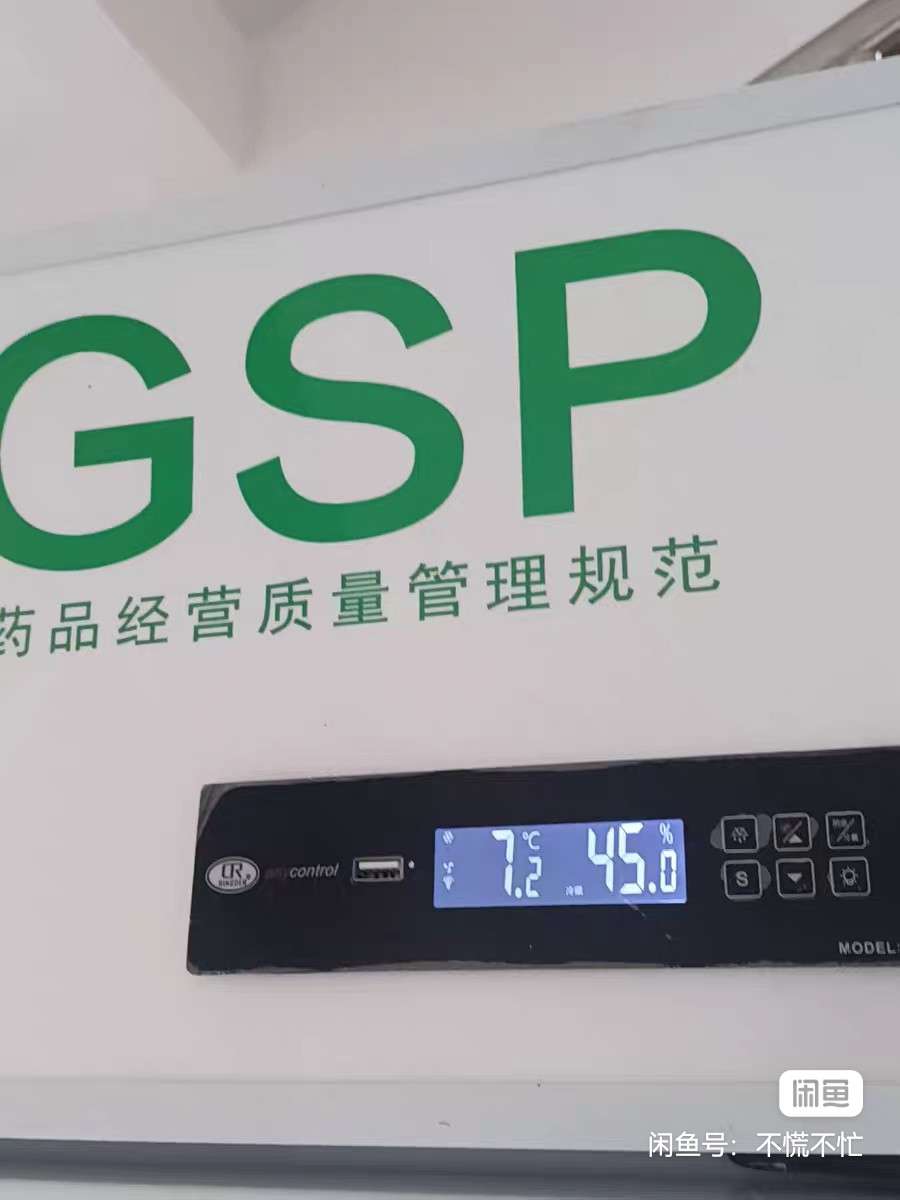 GSP
药品经营质量管理规范
7.2 ℃ 45.0 %
control
S
MODEL:
闲鱼
闲鱼号：不慌不忙